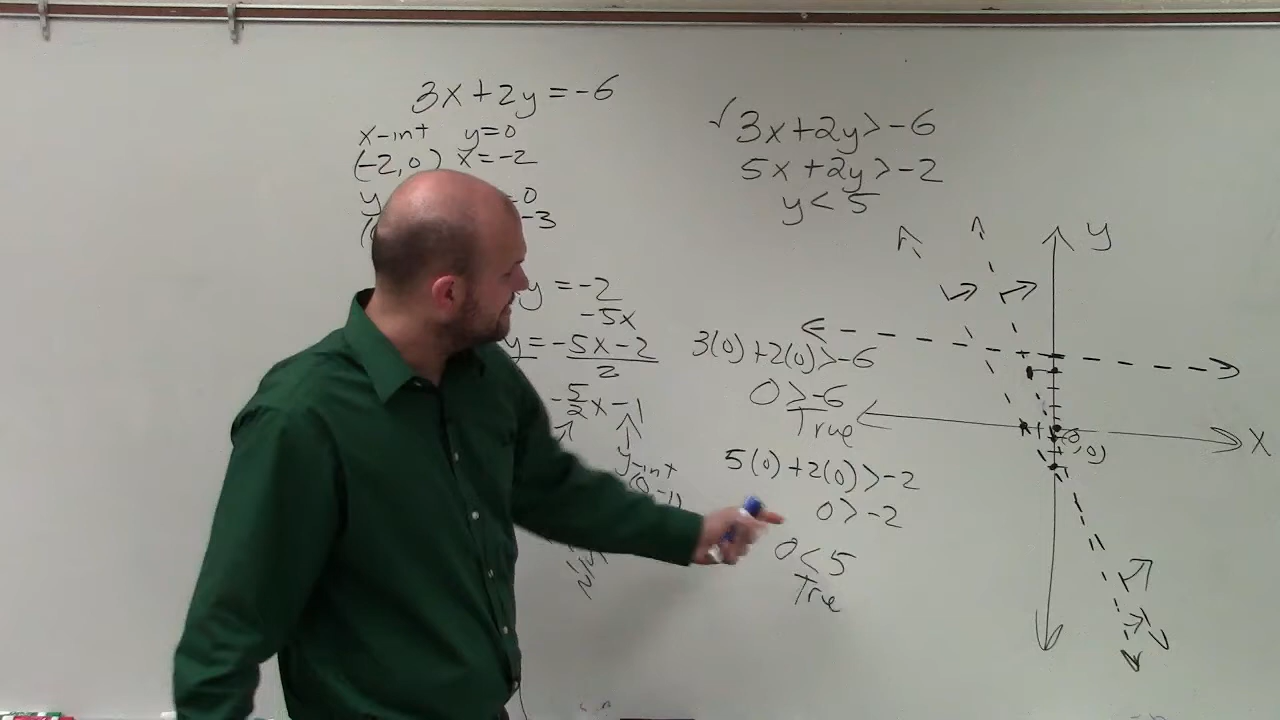 3x+2y=-6
x-int y=0
(-2,0) x=-2
y =0
( -3
y =-2
-5x
y=-5x-2
2
-5/2x-1
y-int
(0,-1)
√3x+2y>-6
5x+2y>-2
y<5
y
3(0)+2(0)>-6
0>-6
True
5(0)+2(0)>-2
0>-2
0<5
True
(0,0)
x